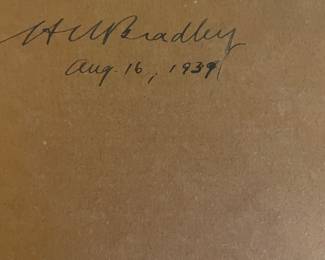 H C Bradley
Aug. 16, 1939